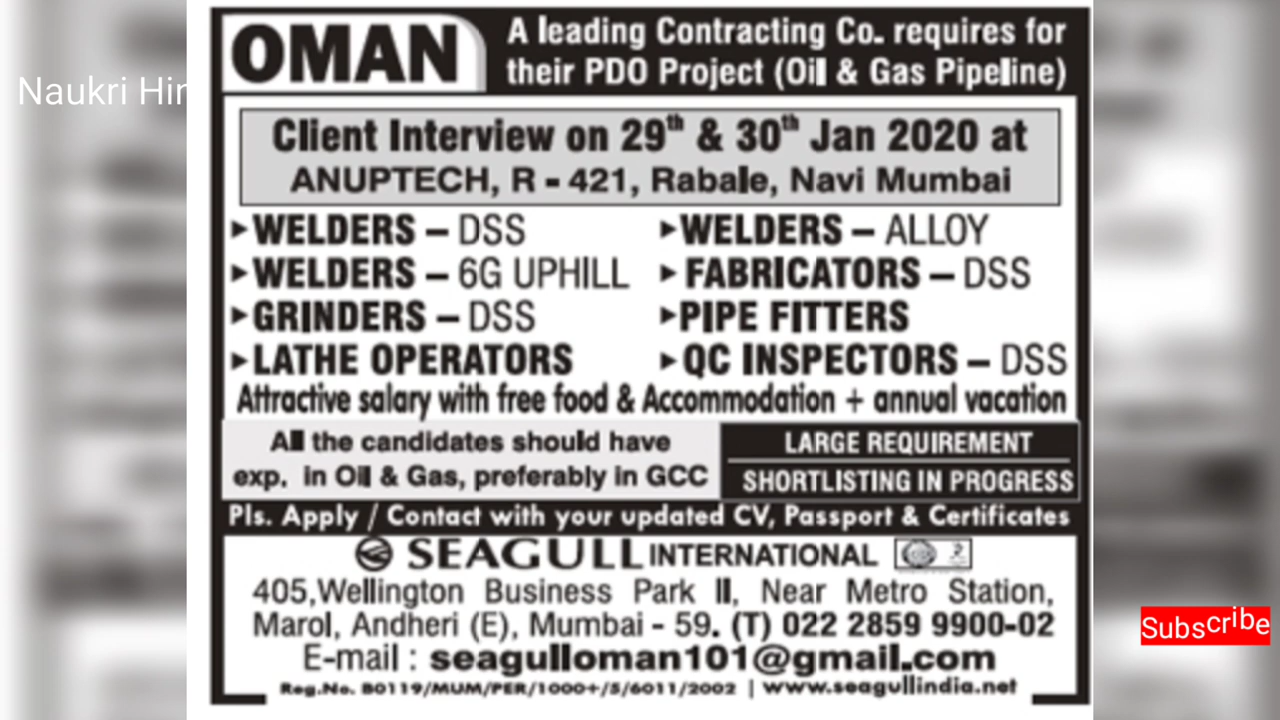 OMAN
A leading Contracting Co. requires for
their PDO Project (Oil & Gas Pipeline)
Naukri Hir
Client Interview on 29th & 30th Jan 2020 at
ANUPTECH, R - 421, Rabale, Navi Mumbai
►WELDERS – DSS
►WELDERS – ALLOY
►WELDERS – 6G UPHILL
►FABRICATORS – DSS
►GRINDERS – DSS
►PIPE FITTERS
►LATHE OPERATORS
►QC INSPECTORS – DSS
Attractive salary with free food & Accommodation + annual vacation
All the candidates should have
exp. in Oil & Gas, preferably in GCC
LARGE REQUIREMENT
SHORTLISTING IN PROGRESS
Pls. Apply / Contact with your updated CV, Passport & Certificates
SEAGULL INTERNATIONAL
405,Wellington Business Park II, Near Metro Station,
Marol, Andheri (E), Mumbai - 59. (T) 022 2859 9900-02
E-mail : seagulloman101@gmail.com
Reg.No. B0119/MUM/PER/1000+/5/6011/2002 | www.seagullindia.net
Subscribe